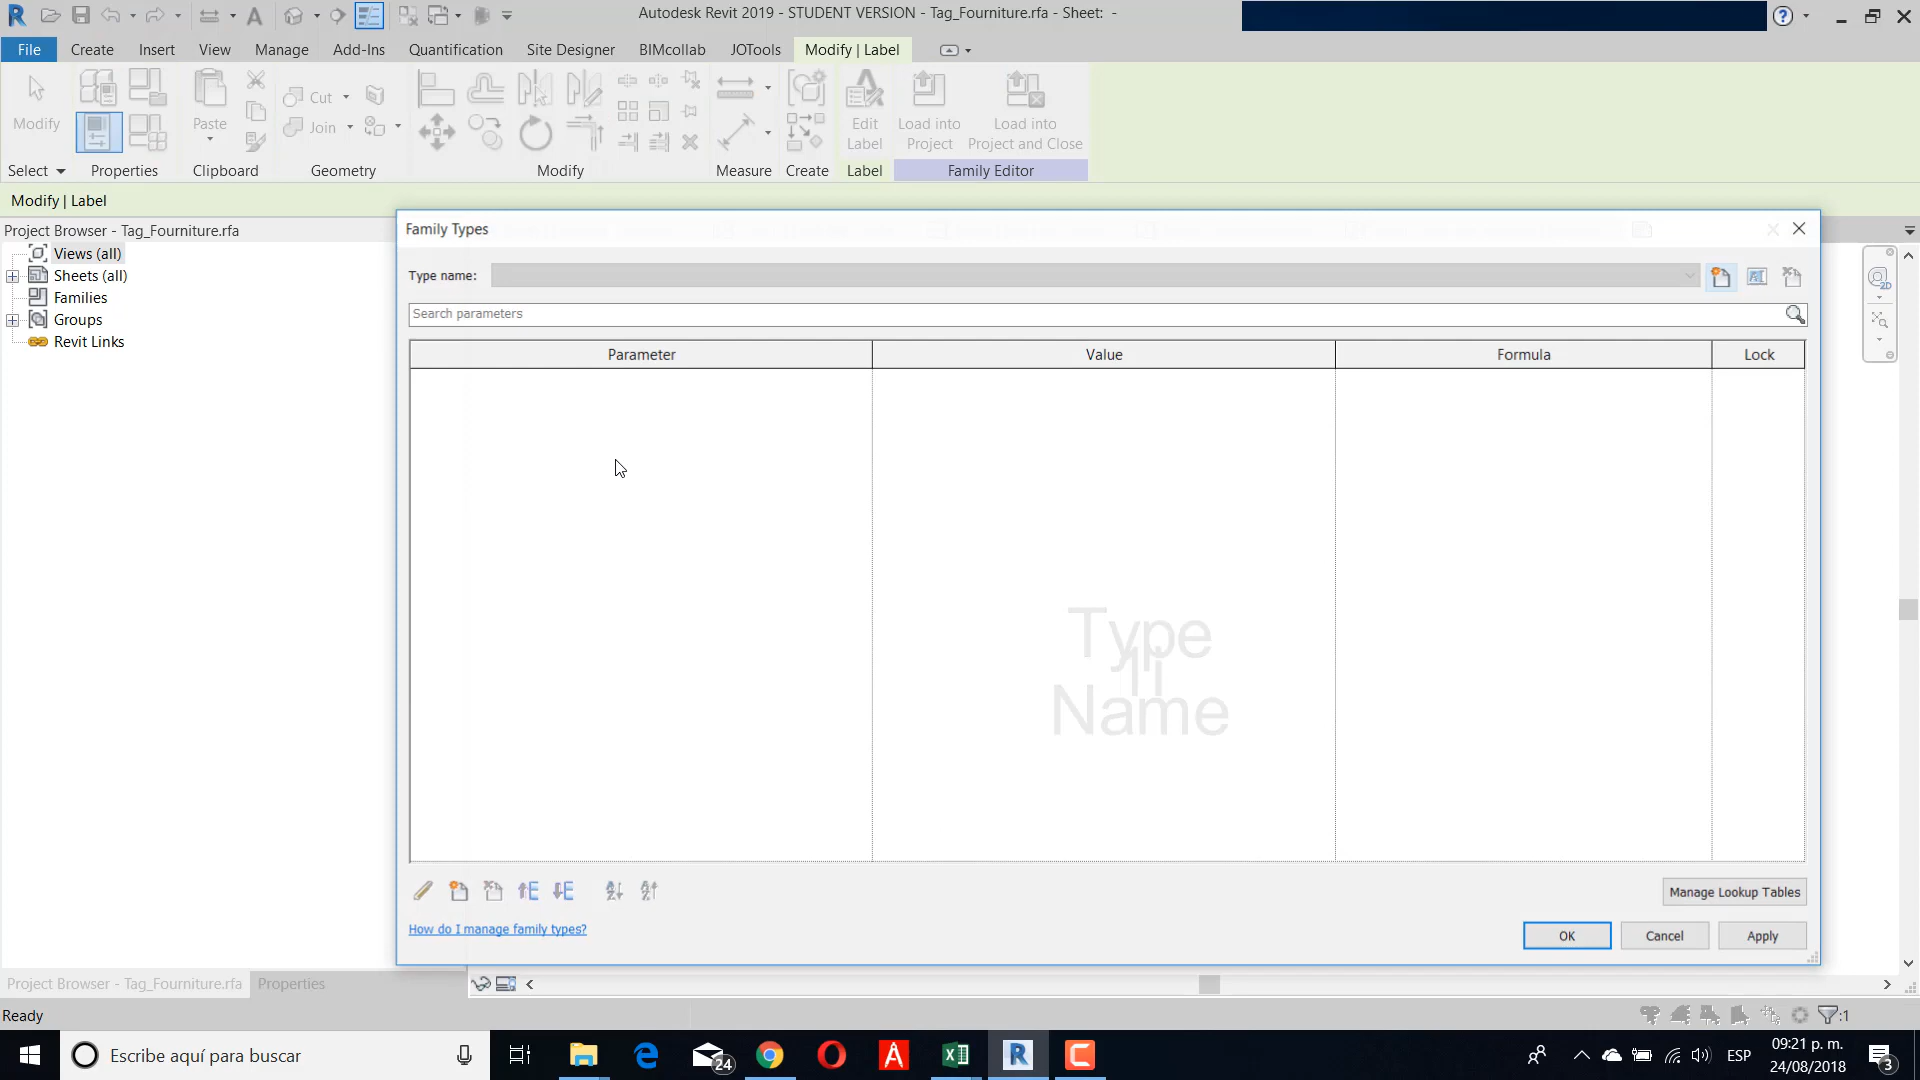 Autodesk Revit 2019 - STUDENT VERSION - Tag_Fourniture.rfa - Sheet: -
File Create Insert View Manage Add-Ins Quantification Site Designer BIMcollab JOTools Modify | Label
Modify Paste Cut Join Edit Label Load into Project Load into Project and Close
Select Properties Clipboard Geometry Modify Measure Create Label Family Editor
Modify | Label
Project Browser - Tag_Fourniture.rfa
Views (all)
Sheets (all)
Families
Groups
Revit Links
Family Types
Type name:
Search parameters
Parameter Value Formula Lock
Type
Name
Manage Lookup Tables
How do I manage family types?
OK Cancel Apply
Project Browser - Tag_Fourniture.rfa Properties
Ready
:1
Escribe aquí para buscar
24
ESP
09:21 p. m.
24/08/2018
3